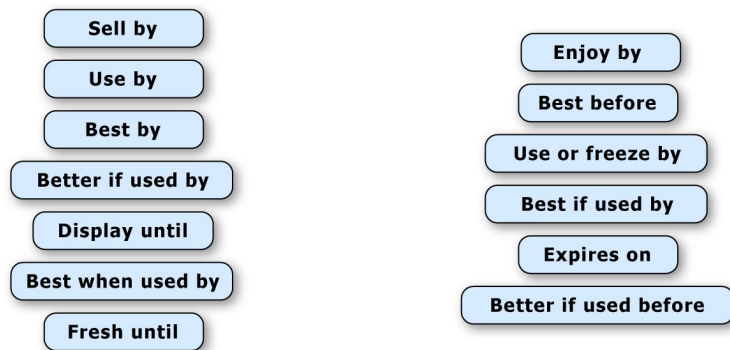 Sell by
Use by
Best by
Better if used by
Display until
Best when used by
Fresh until
Enjoy by
Best before
Use or freeze by
Best if used by
Expires on
Better if used before